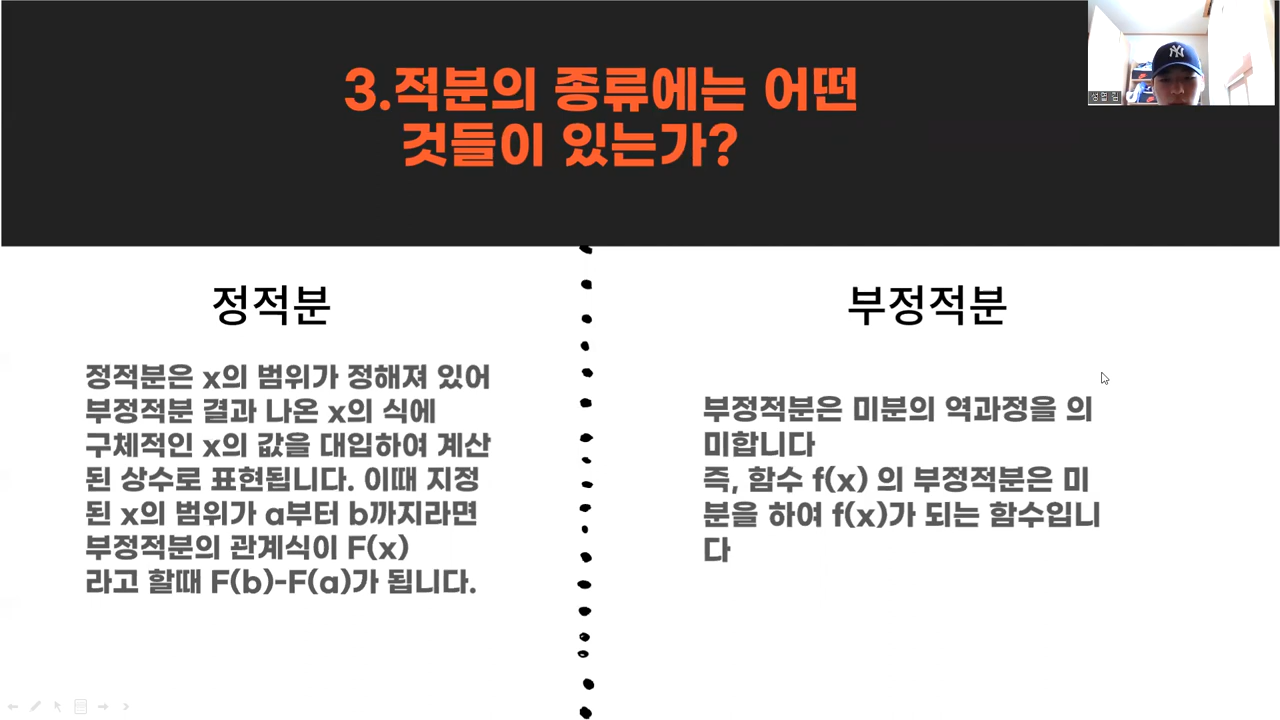 3.적분의 종류에는 어떤
것들이 있는가?
정적분
정적분은 x의 범위가 정해져 있어
부정적분 결과 나온 x의 식에
구체적인 x의 값을 대입하여 계산
된 상수로 표현됩니다. 이때 지정
된 x의 범위가 a부터 b까지라면
부정적분의 관계식이 F(x)
라고 할때 F(b)-F(a)가 됩니다.
부정적분
부정적분은 미분의 역과정을 의
미합니다
즉, 함수 f(x) 의 부정적분은 미
분을 하여 f(x)가 되는 함수입니
다